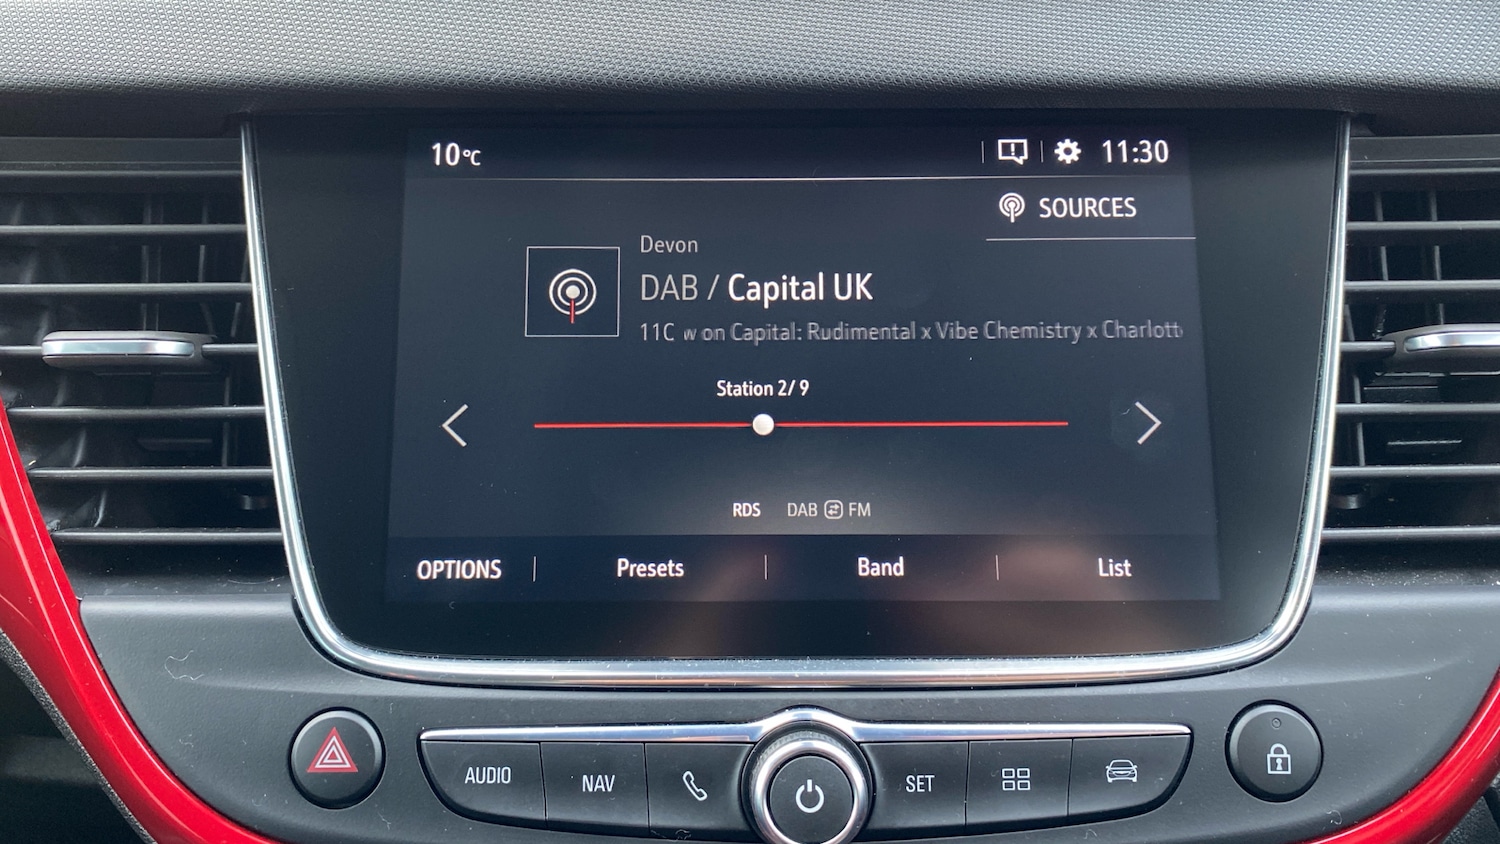 10°C
11:30
SOURCES
Devon
DAB / Capital UK
11C w on Capital: Rudimental x Vibe Chemistry x Charlott
Station 2/ 9
RDS DAB FM
OPTIONS Presets Band List
AUDIO NAV SET